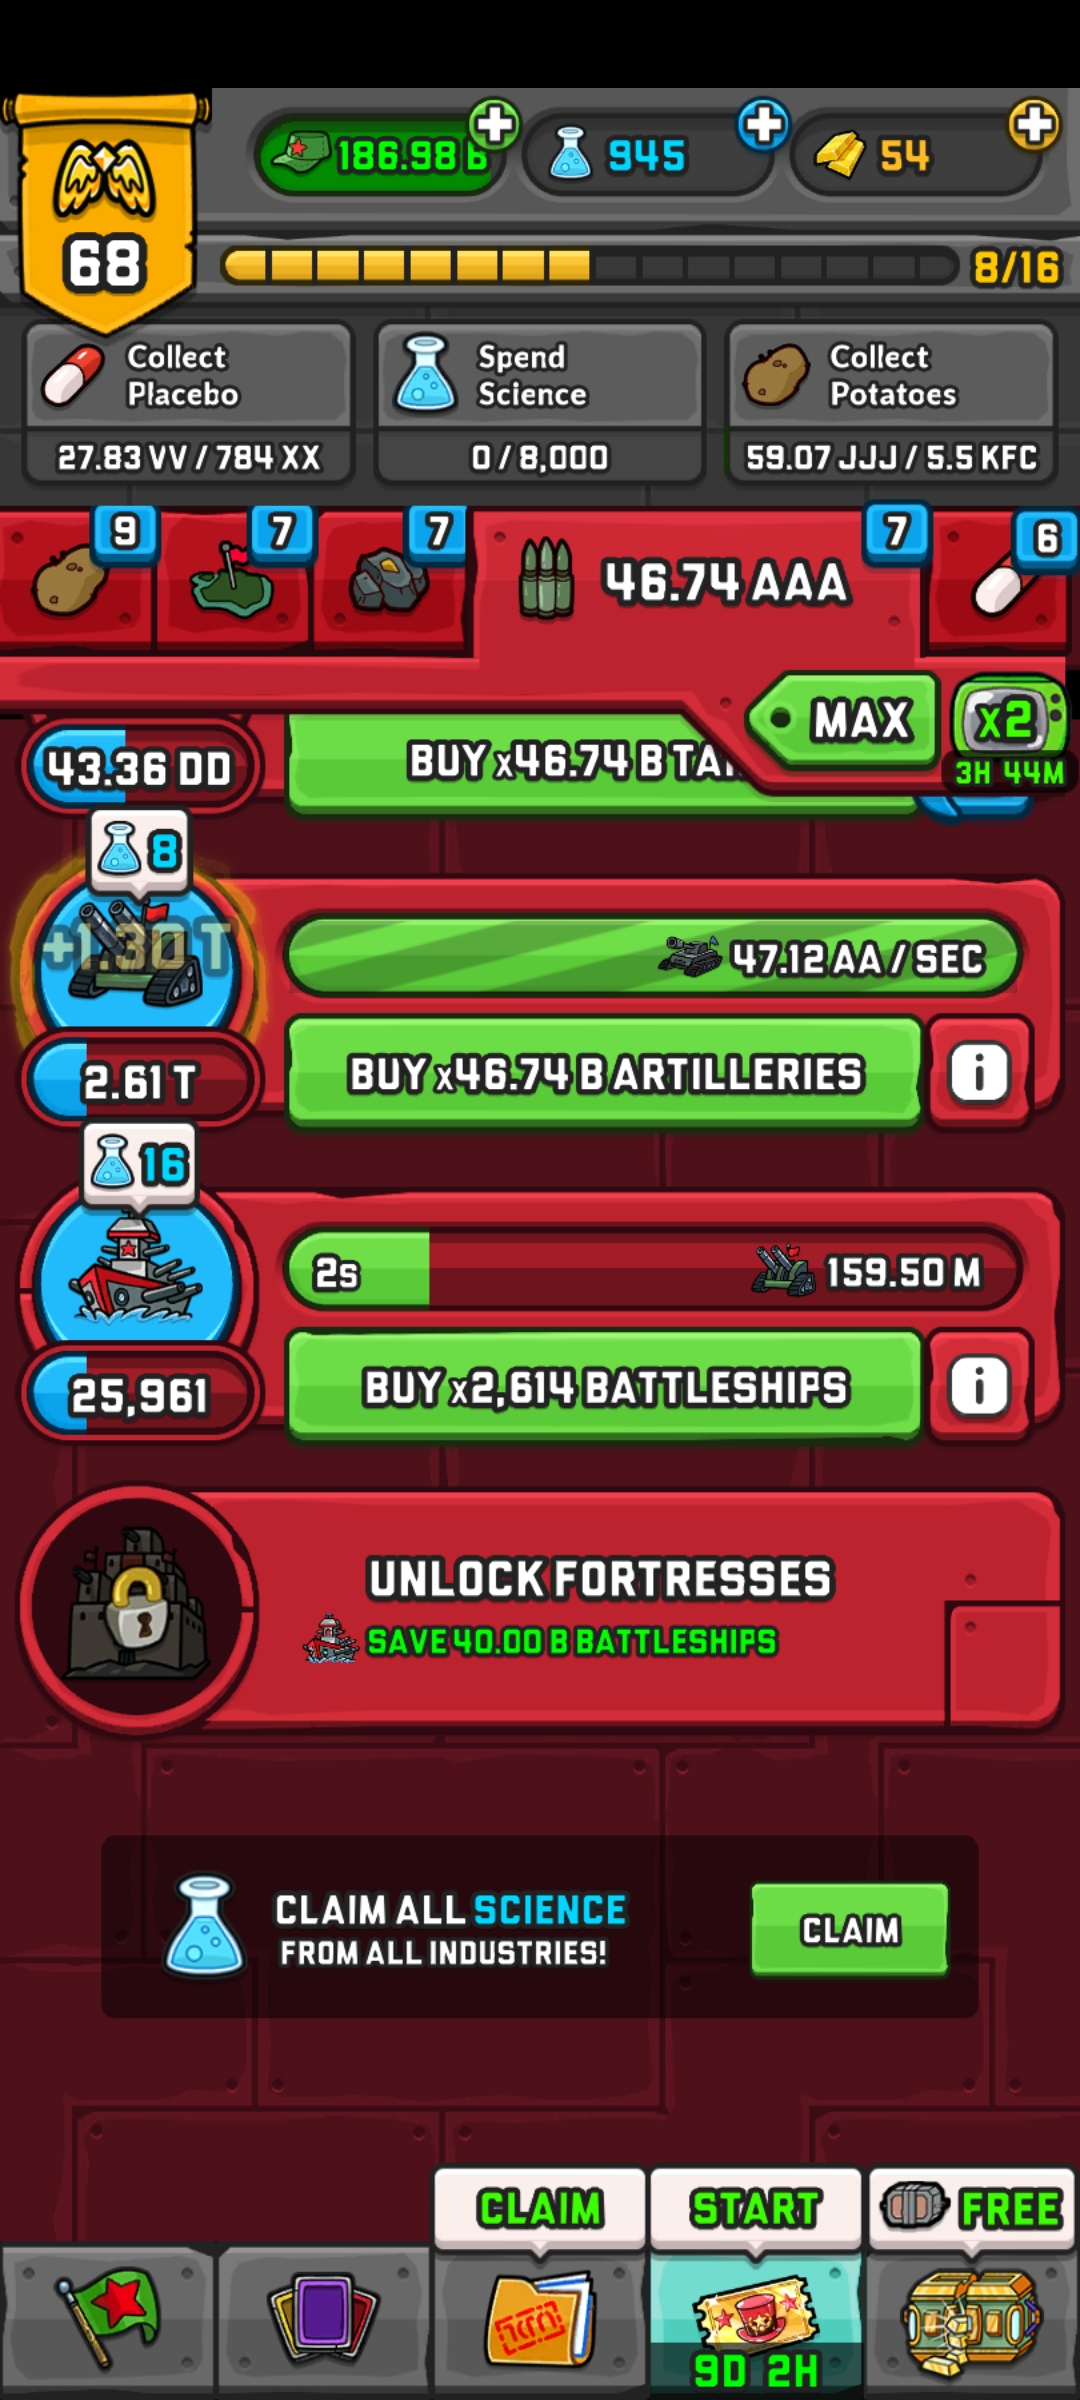 186.98 B
945
54
68
8/16
Collect
Placebo
27.83 VV / 784 XX
Spend
Science
0 / 8,000
Collect
Potatoes
59.07 JJJ / 5.5 KFC
9
7
7
46.74 AAA
7
6
MAX
x2
3H 44M
43.36 DD
BUY x46.74 B TA
8
+1.30 T
47.12 AA / SEC
2.61 T
BUY x46.74 B ARTILLERIES
i
16
2s
159.50 M
25,961
BUY x2,614 BATTLESHIPS
i
UNLOCK FORTRESSES
SAVE 40.00 B BATTLESHIPS
CLAIM ALL SCIENCE
FROM ALL INDUSTRIES!
CLAIM
CLAIM
START
FREE
9D 2H